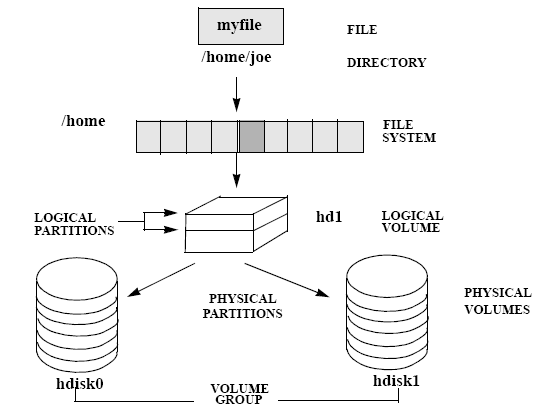 myfile
FILE
/home/joe
DIRECTORY
/home
FILE
SYSTEM
LOGICAL
PARTITIONS
hd1
LOGICAL
VOLUME
PHYSICAL
PARTITIONS
PHYSICAL
VOLUMES
hdisk0
hdisk1
VOLUME
GROUP